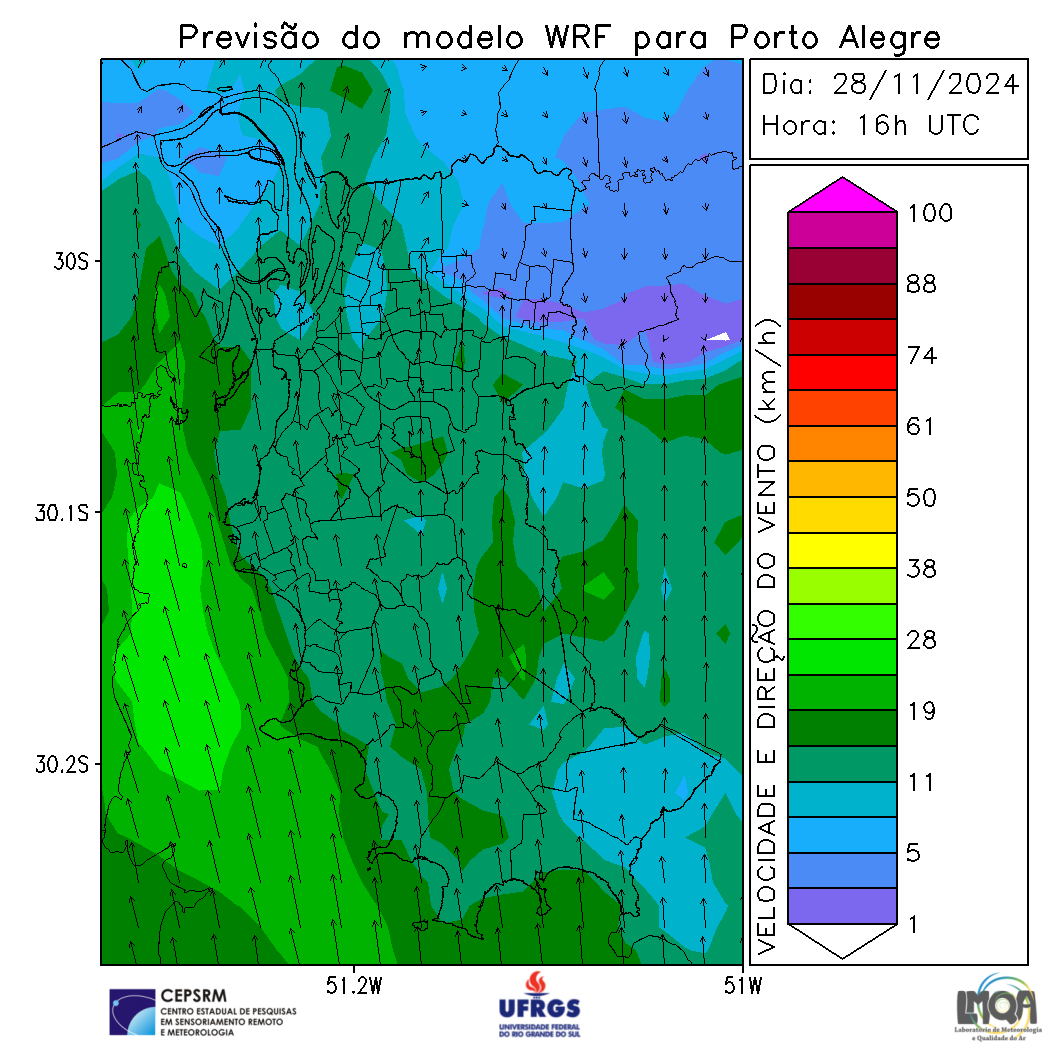 Previsão do modelo WRF para Porto Alegre
Dia: 28/11/2024
Hora: 16h UTC
100
88
74
61
50
38
28
19
11
5
1
VELOCIDADE E DIREÇÃO DO VENTO (km/h)
30S
30.1S
30.2S
51.2W
51W
CEPSRM
CENTRO ESTADUAL DE PESQUISAS
EM SENSORIAMENTO REMOTO
E METEOROLOGIA
UFRGS
UNIVERSIDADE FEDERAL
DO RIO GRANDE DO SUL
LMQA
Laboratório de Meteorologia
e Qualidade do Ar